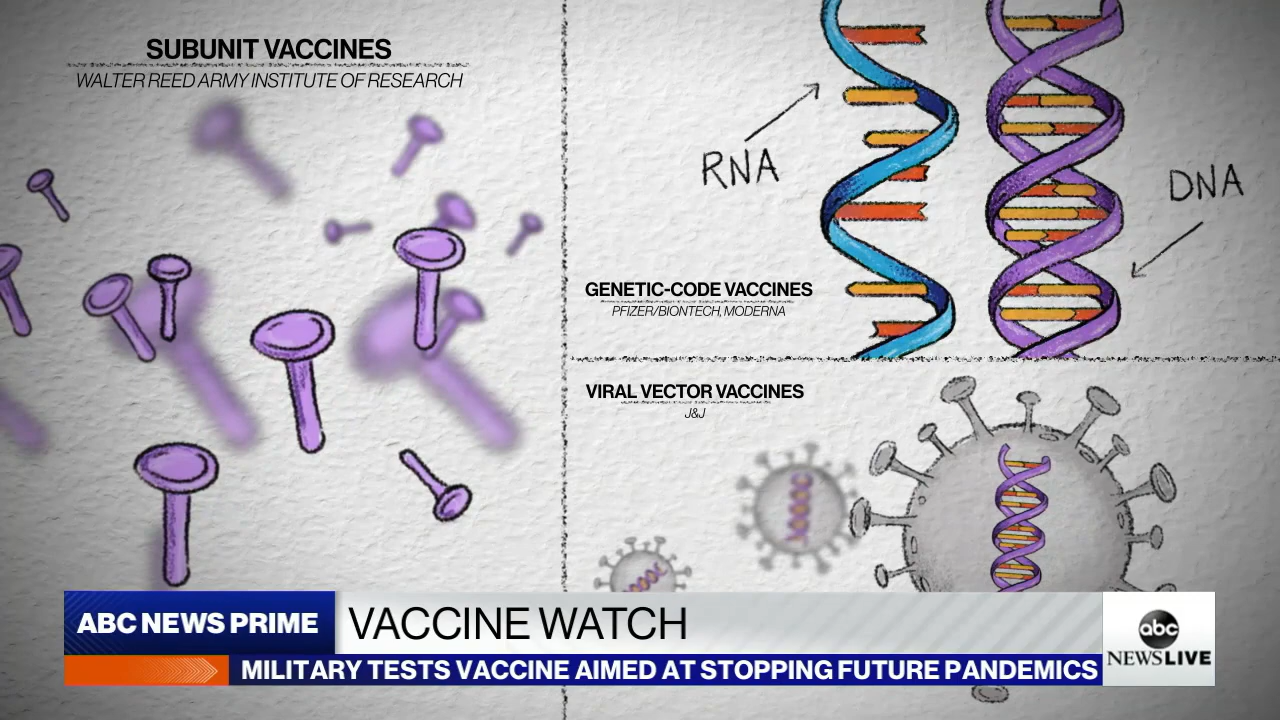 SUBUNIT VACCINES
WALTER REED ARMY INSTITUTE OF RESEARCH
RNA
DNA
GENETIC-CODE VACCINES
PFIZER/BIONTECH, MODERNA
VIRAL VECTOR VACCINES
J&J
ABC NEWS PRIME
VACCINE WATCH
MILITARY TESTS VACCINE AIMED AT STOPPING FUTURE PANDEMICS
abc
NEWSLIVE